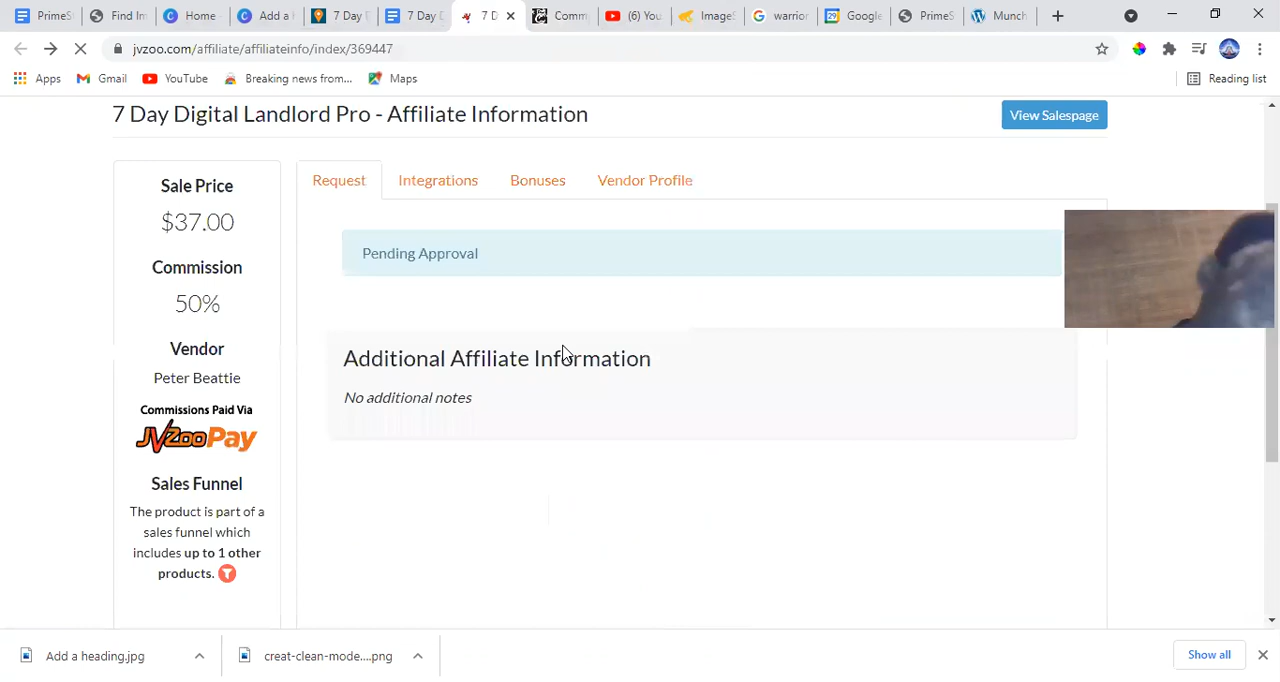 PrimeS
Find Im
Home -
Add a h
7 Day
7 Day D
7 D
Comm
(6) You
ImageS
warrior
Google
PrimeS
Munch
jvzoo.com/affiliate/affiliateinfo/index/369447
Apps
Gmail
YouTube
Breaking news from...
Maps
Reading list
7 Day Digital Landlord Pro - Affiliate Information
View Salespage
Sale Price
$37.00
Commission
50%
Vendor
Peter Beattie
Commissions Paid Via
JVZooPay
Sales Funnel
The product is part of a
sales funnel which
includes up to 1 other
products.
Request
Integrations
Bonuses
Vendor Profile
Pending Approval
Additional Affiliate Information
No additional notes
Add a heading.jpg
creat-clean-mode....png
Show all